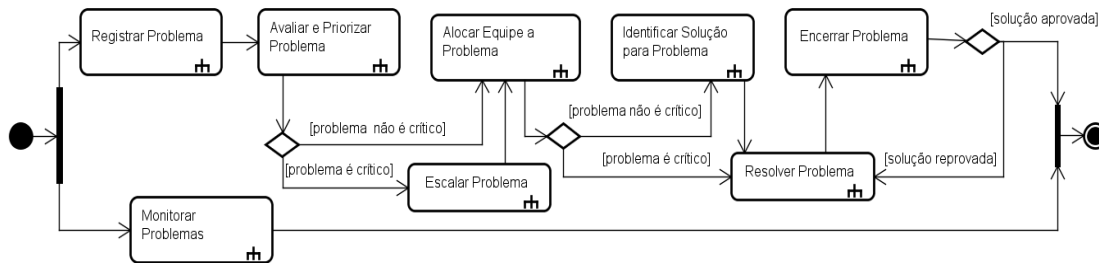 Registrar Problema
Avaliar e Priorizar
Problema
Alocar Equipe a
Problema
Identificar Solução
para Problema
Encerrar Problema
[solução aprovada]
[problema  não é crítico]
[problema não é crítico]
[problema é crítico]
[problema é crítico]
[solução reprovada]
Escalar Problema
Resolver Problema
Monitorar
Problemas